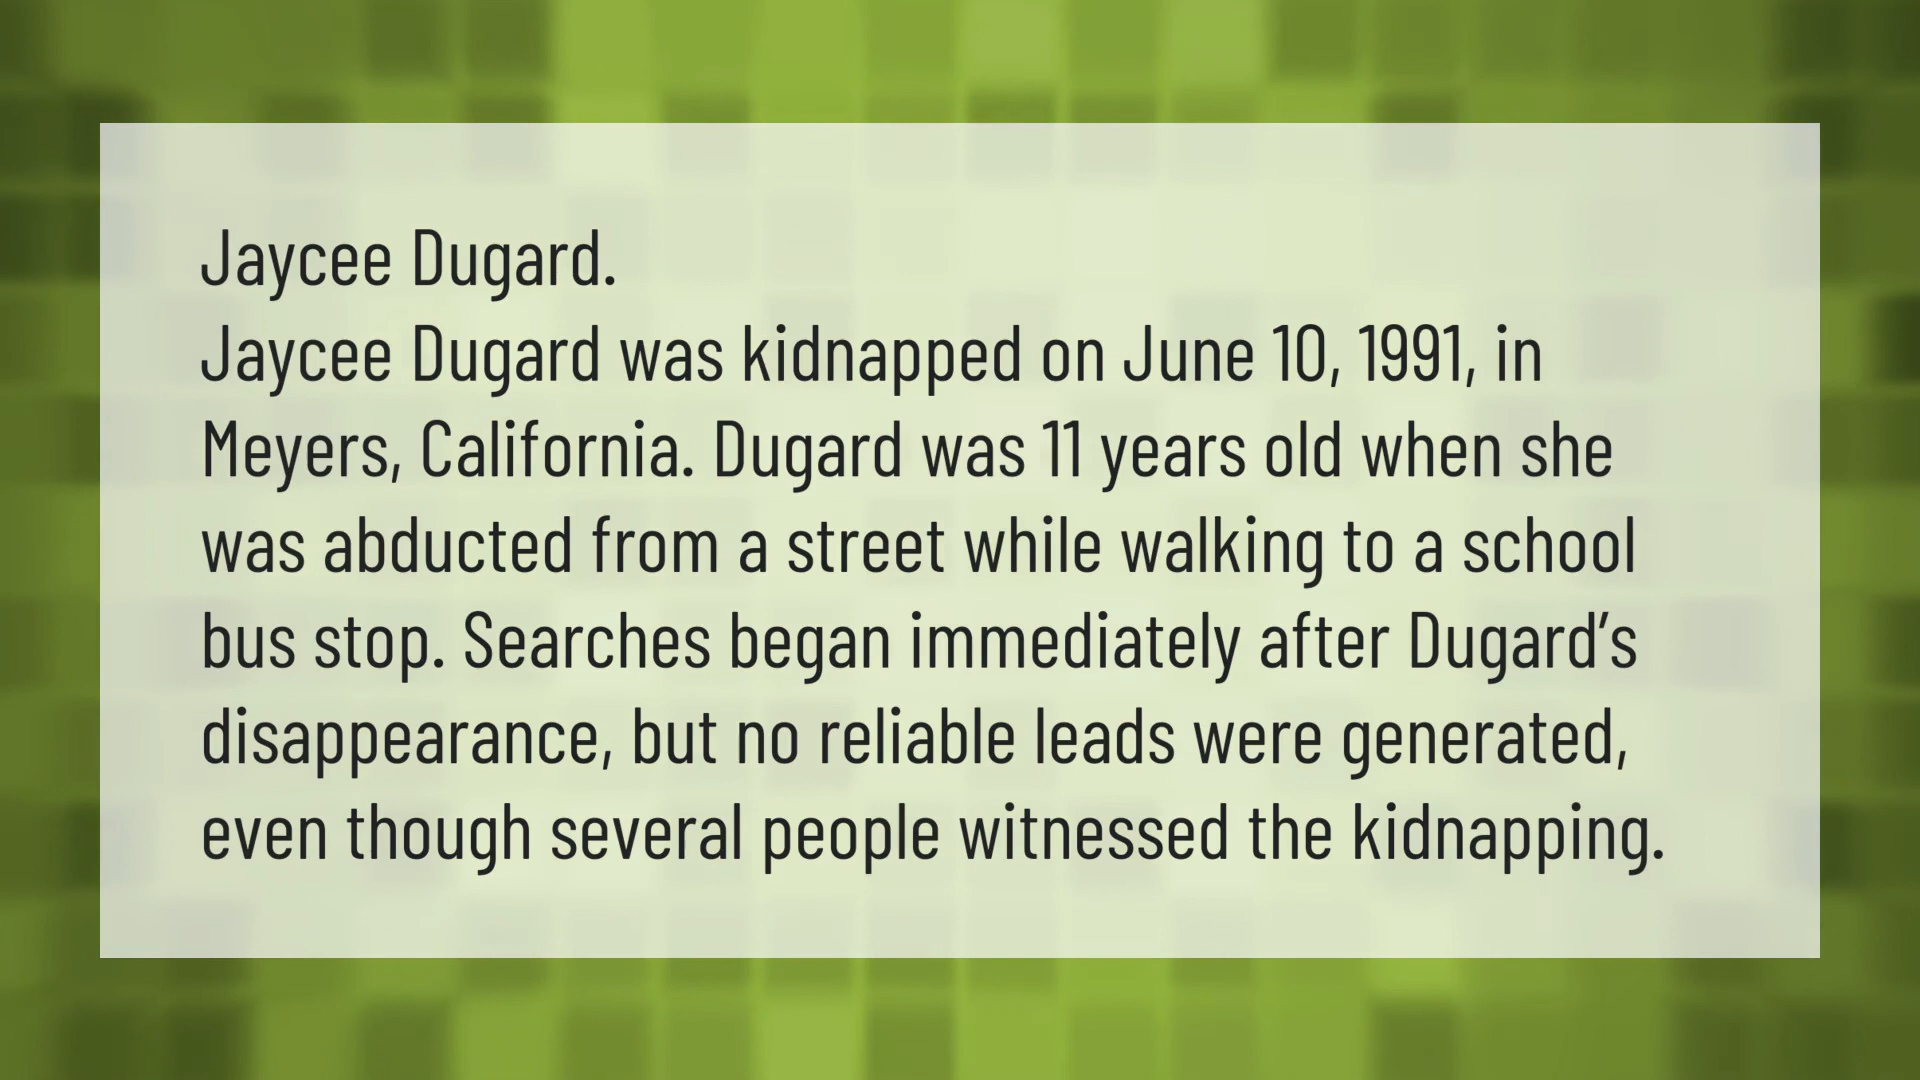 Jaycee Dugard.
Jaycee Dugard was kidnapped on June 10, 1991, in
Meyers, California. Dugard was 11 years old when she
was abducted from a street while walking to a school
bus stop. Searches began immediately after Dugard’s
disappearance, but no reliable leads were generated,
even though several people witnessed the kidnapping.